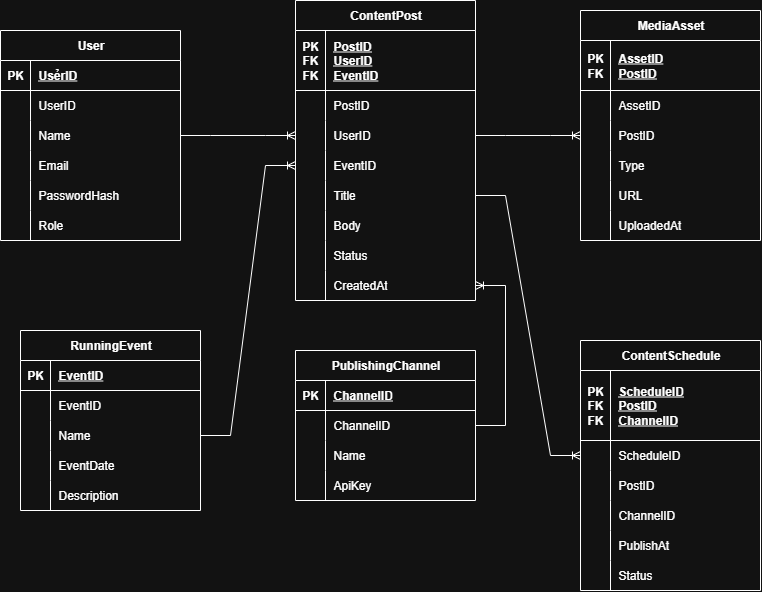 User
PK UsẻrID
UserID
Name
Email
PasswordHash
Role
ContentPost
PK PostID
FK UserID
FK EventID
PostID
UserID
EventID
Title
Body
Status
CreatedAt
MediaAsset
PK AssetID
FK PostID
AssetID
PostID
Type
URL
UploadedAt
RunningEvent
PK EventID
EventID
Name
EventDate
Description
PublishingChannel
PK ChannelID
ChannelID
Name
ApiKey
ContentSchedule
PK ScheduleID
FK PostID
FK ChannelID
ScheduleID
PostID
ChannelID
PublishAt
Status